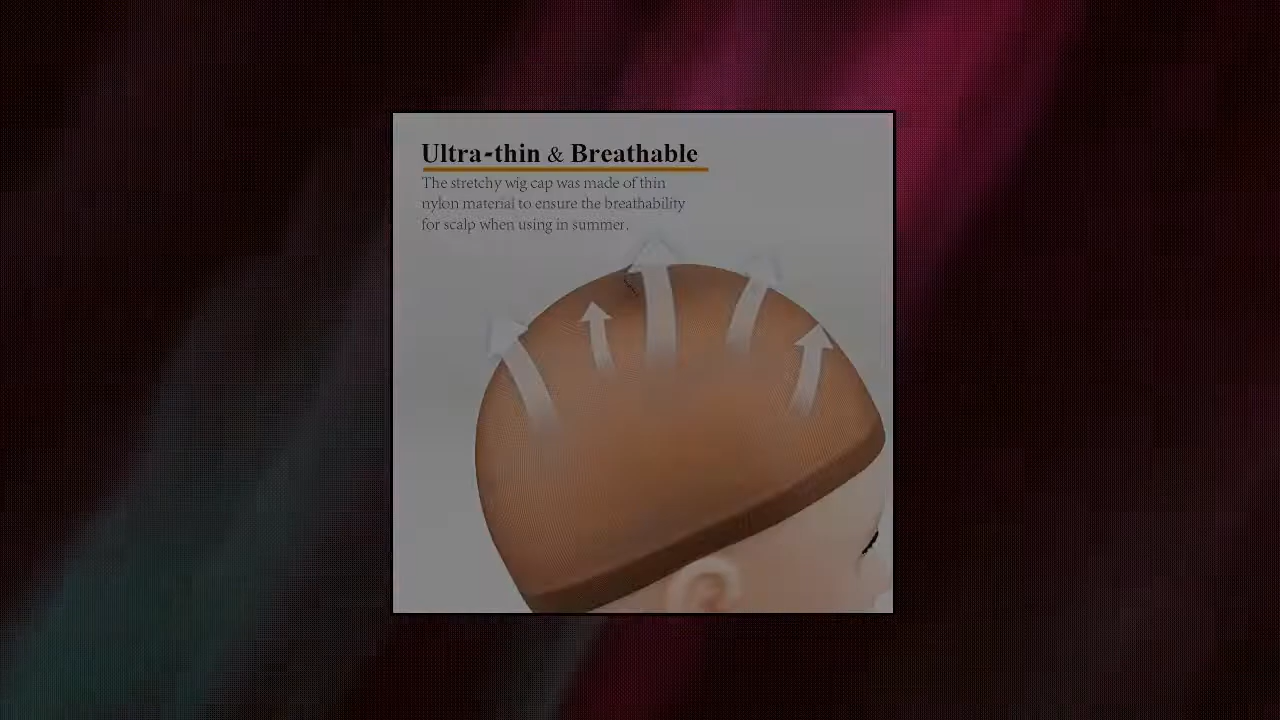 Ultra-thin & Breathable
The stretchy wig cap was made of thin
nylon material to ensure the breathability
for scalp when using in summer.